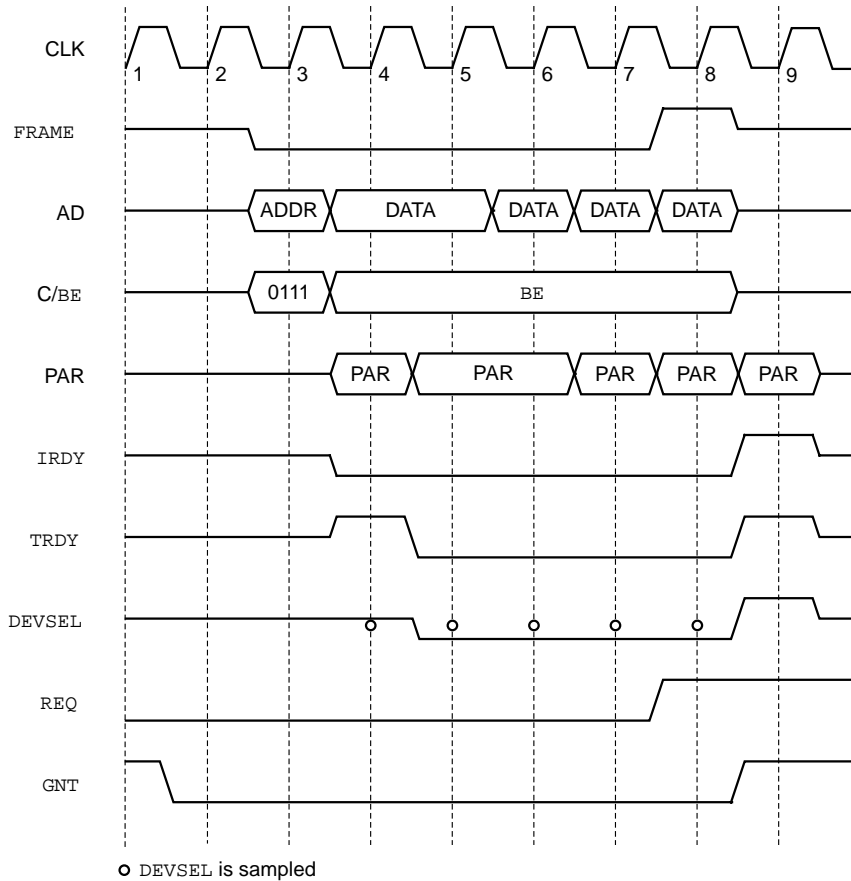 CLK
1 2 3 4 5 6 7 8 9
FRAME
AD
ADDR DATA DATA DATA DATA
C/BE
0111 BE
PAR
PAR PAR PAR PAR PAR
IRDY
TRDY
DEVSEL
REQ
GNT
DEVSEL is sampled